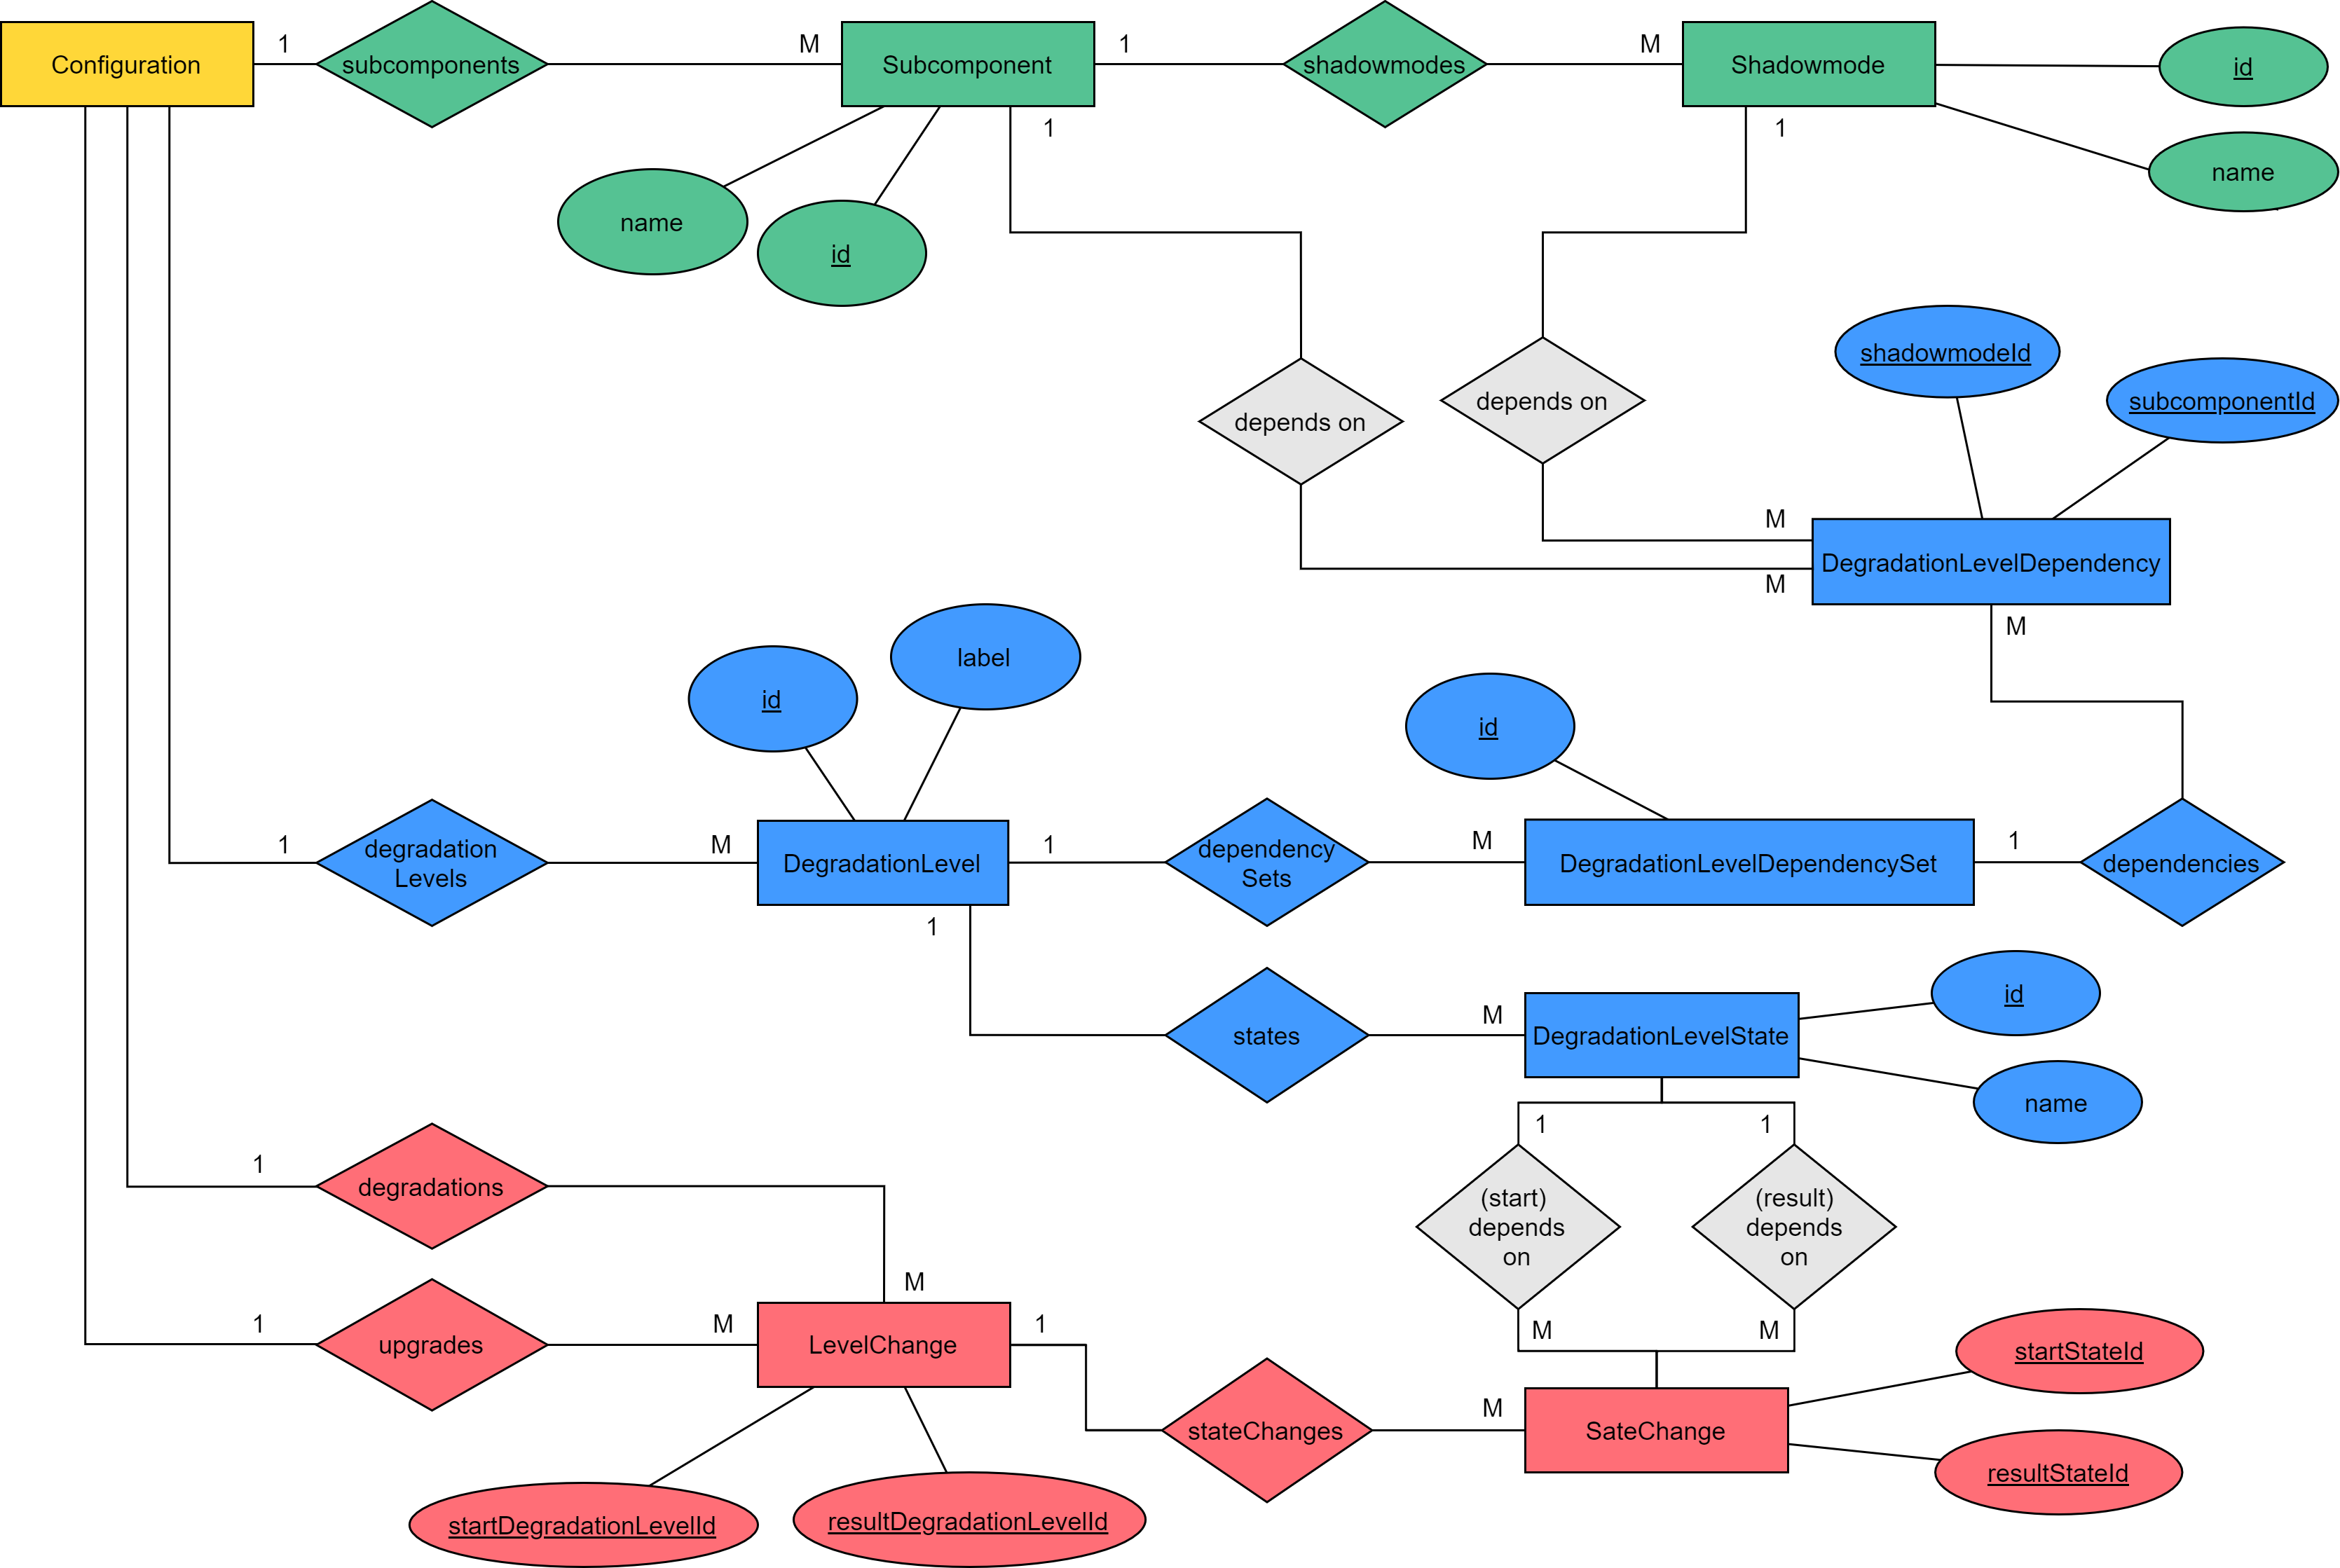 Configuration
1
subcomponents
M
Subcomponent
1
shadowmodes
M
Shadowmode
id
name
1
1
name
id
depends on
depends on
shadowmodeId
subcomponentId
M
DegradationLevelDependency
M
M
id
label
id
1
degradation
Levels
M
DegradationLevel
1
dependency
Sets
M
DegradationLevelDependencySet
1
dependencies
1
states
M
DegradationLevelState
id
name
1
1
1
degradations
(start)
depends
on
(result)
depends
on
M
1
upgrades
M
LevelChange
1
M
M
startStateId
stateChanges
M
SateChange
resultStateId
startDegradationLevelId
resultDegradationLevelId